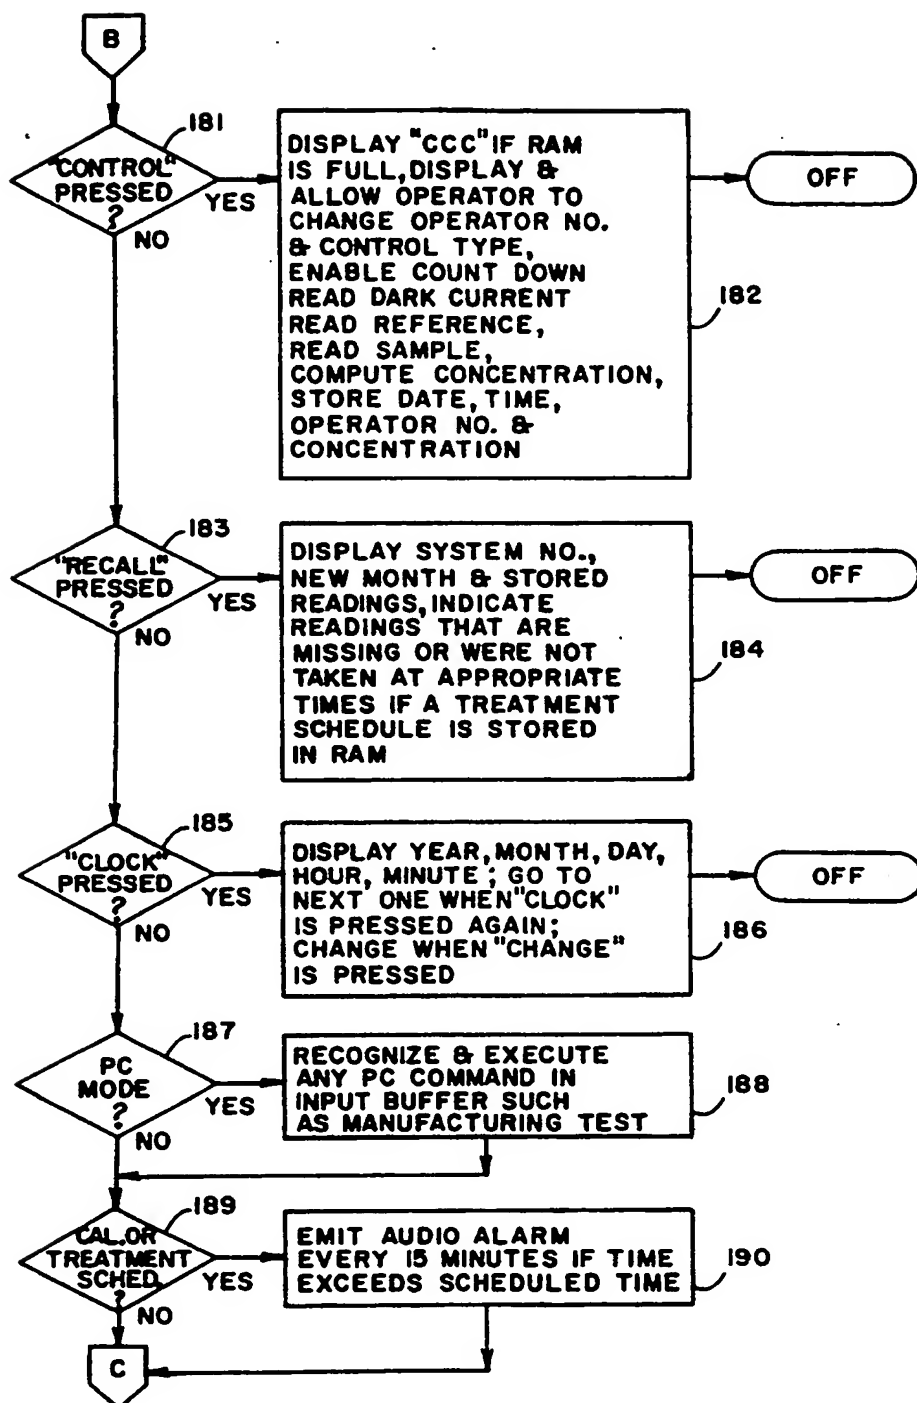 B
181
"CONTROL"
PRESSED
?
YES
NO
DISPLAY "CCC" IF RAM
IS FULL, DISPLAY &
ALLOW OPERATOR TO
CHANGE OPERATOR NO.
& CONTROL TYPE,
ENABLE COUNT DOWN
READ DARK CURRENT
READ REFERENCE,
READ SAMPLE,
COMPUTE CONCENTRATION,
STORE DATE, TIME,
OPERATOR NO. &
CONCENTRATION
182
OFF
183
"RECALL"
PRESSED
?
YES
NO
DISPLAY SYSTEM NO.,
NEW MONTH & STORED
READINGS, INDICATE
READINGS THAT ARE
MISSING OR WERE NOT
TAKEN AT APPROPRIATE
TIMES IF A TREATMENT
SCHEDULE IS STORED
IN RAM
184
OFF
185
"CLOCK"
PRESSED
?
YES
NO
DISPLAY YEAR, MONTH, DAY,
HOUR, MINUTE; GO TO
NEXT ONE WHEN "CLOCK"
IS PRESSED AGAIN;
CHANGE WHEN "CHANGE"
IS PRESSED
186
OFF
187
PC
MODE
?
YES
NO
RECOGNIZE & EXECUTE
ANY PC COMMAND IN
INPUT BUFFER SUCH
AS MANUFACTURING TEST
188
189
CAL. OR
TREATMENT
SCHED.
?
YES
NO
EMIT AUDIO ALARM
EVERY 15 MINUTES IF TIME
EXCEEDS SCHEDULED TIME
190
C